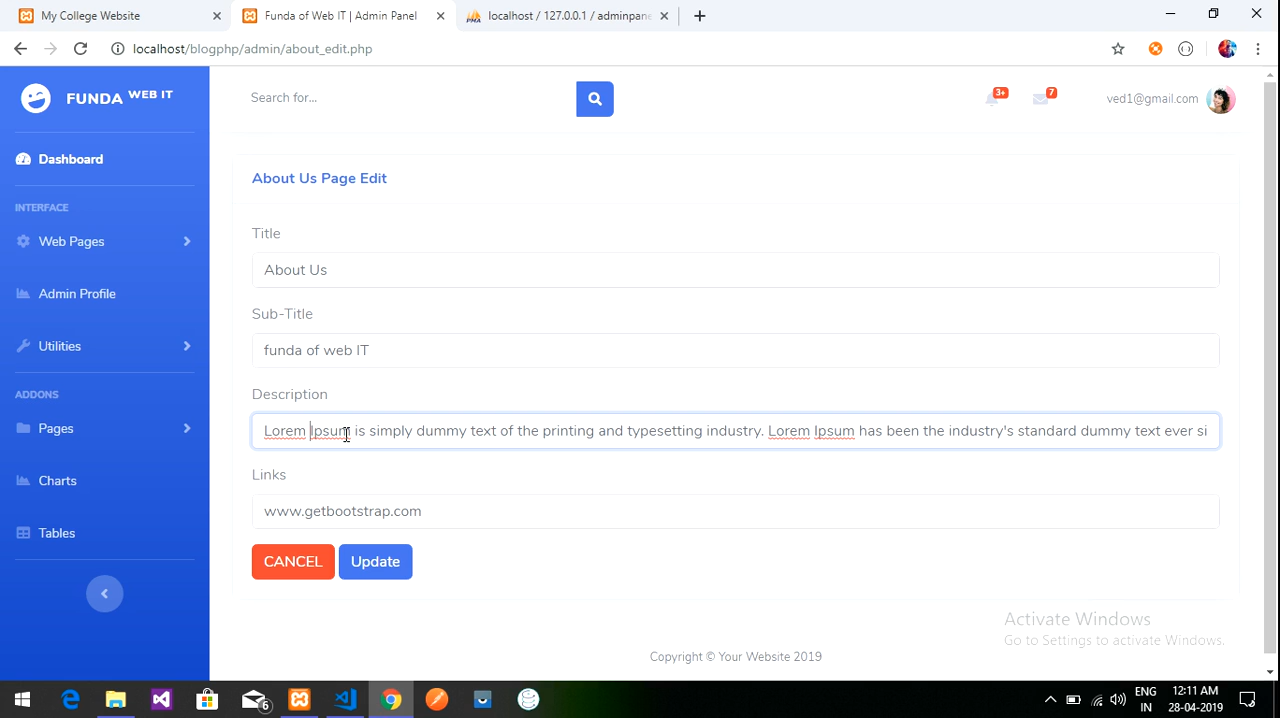 My College Website
Funda of Web IT | Admin Panel
localhost / 127.0.0.1 / adminpane
localhost/blogphp/admin/about_edit.php
FUNDA WEB IT
Search for...
3+
7
ved1@gmail.com
Dashboard
INTERFACE
Web Pages
Admin Profile
Utilities
ADDONS
Pages
Charts
Tables
About Us Page Edit
Title
About Us
Sub-Title
funda of web IT
Description
Lorem Ipsum is simply dummy text of the printing and typesetting industry. Lorem Ipsum has been the industry's standard dummy text ever si
Links
www.getbootstrap.com
CANCEL Update
Activate Windows
Go to Settings to activate Windows.
Copyright © Your Website 2019
6
ENG
IN
12:11 AM
28-04-2019